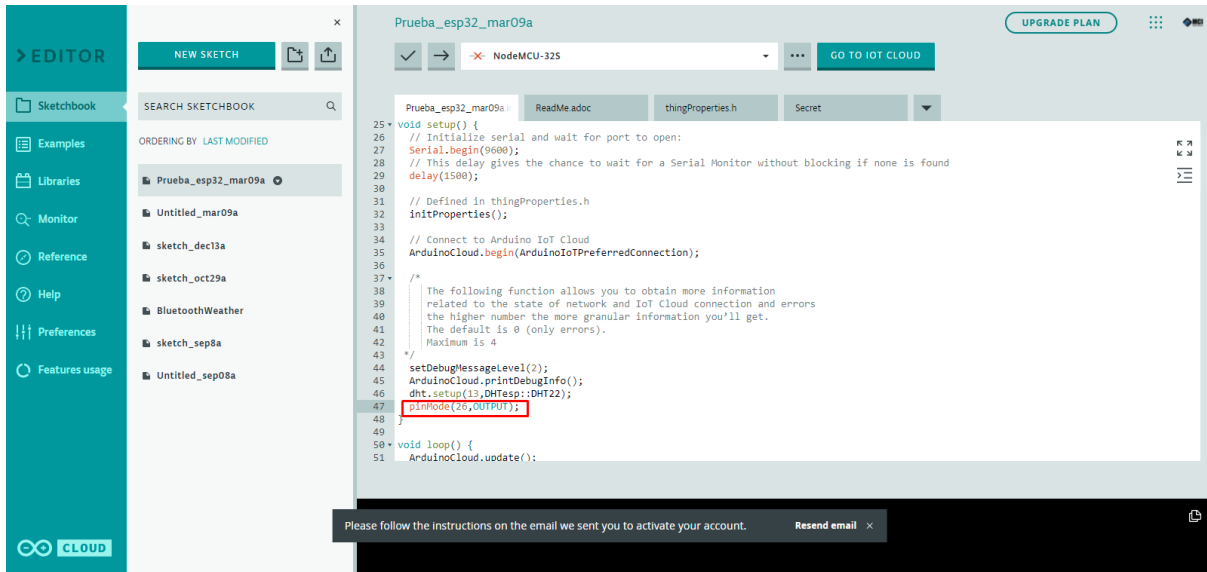 EDITOR
Sketchbook
Examples
Libraries
Monitor
Reference
Help
Preferences
Features usage
CLOUD
×
NEW SKETCH
SEARCH SKETCHBOOK
ORDERING BY LAST MODIFIED
Prueba_esp32_mar09a
Untitled_mar09a
sketch_dec13a
sketch_oct29a
BluetoothWeather
sketch_sep8a
Untitled_sep08a
Prueba_esp32_mar09a
UPGRADE PLAN
MCI
NodeMCU-32S
GO TO IOT CLOUD
Prueba_esp32_mar09a.i ReadMe.adoc thingProperties.h Secret
25 void setup() {
26 // Initialize serial and wait for port to open:
27 Serial.begin(9600);
28 // This delay gives the chance to wait for a Serial Monitor without blocking if none is found
29 delay(1500);
30
31 // Defined in thingProperties.h
32 initProperties();
33
34 // Connect to Arduino IoT Cloud
35 ArduinoCloud.begin(ArduinoIoTPreferredConnection);
36
37 /*
38 The following function allows you to obtain more information
39 related to the state of network and IoT Cloud connection and errors
40 the higher number the more granular information you'll get.
41 The default is 0 (only errors).
42 Maximum is 4
43 */
44 setDebugMessageLevel(2);
45 ArduinoCloud.printDebugInfo();
46 dht.setup(13,DHTesp::DHT22);
47 pinMode(26,OUTPUT);
48 }
49
50 void loop() {
51 ArduinoCloud.update();
Please follow the instructions on the email we sent you to activate your account. Resend email ×